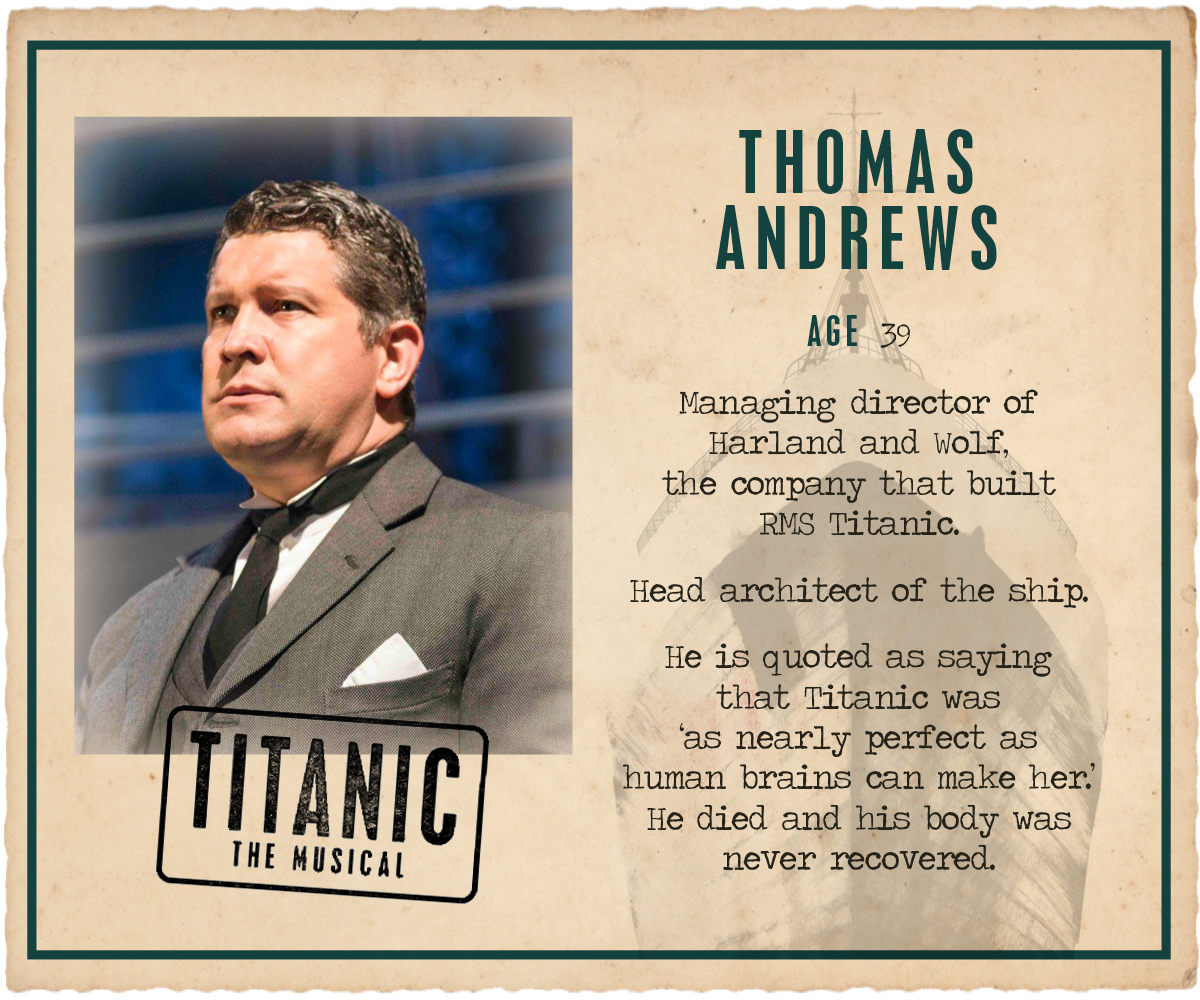 THOMAS
ANDREWS
AGE 39
Managing director of
Harland and Wolf,
the company that built
RMS Titanic.
Head architect of the ship.
He is quoted as saying
that Titanic was
‘as nearly perfect as
human brains can make her.’
He died and his body was
never recovered.
TITANIC
THE MUSICAL